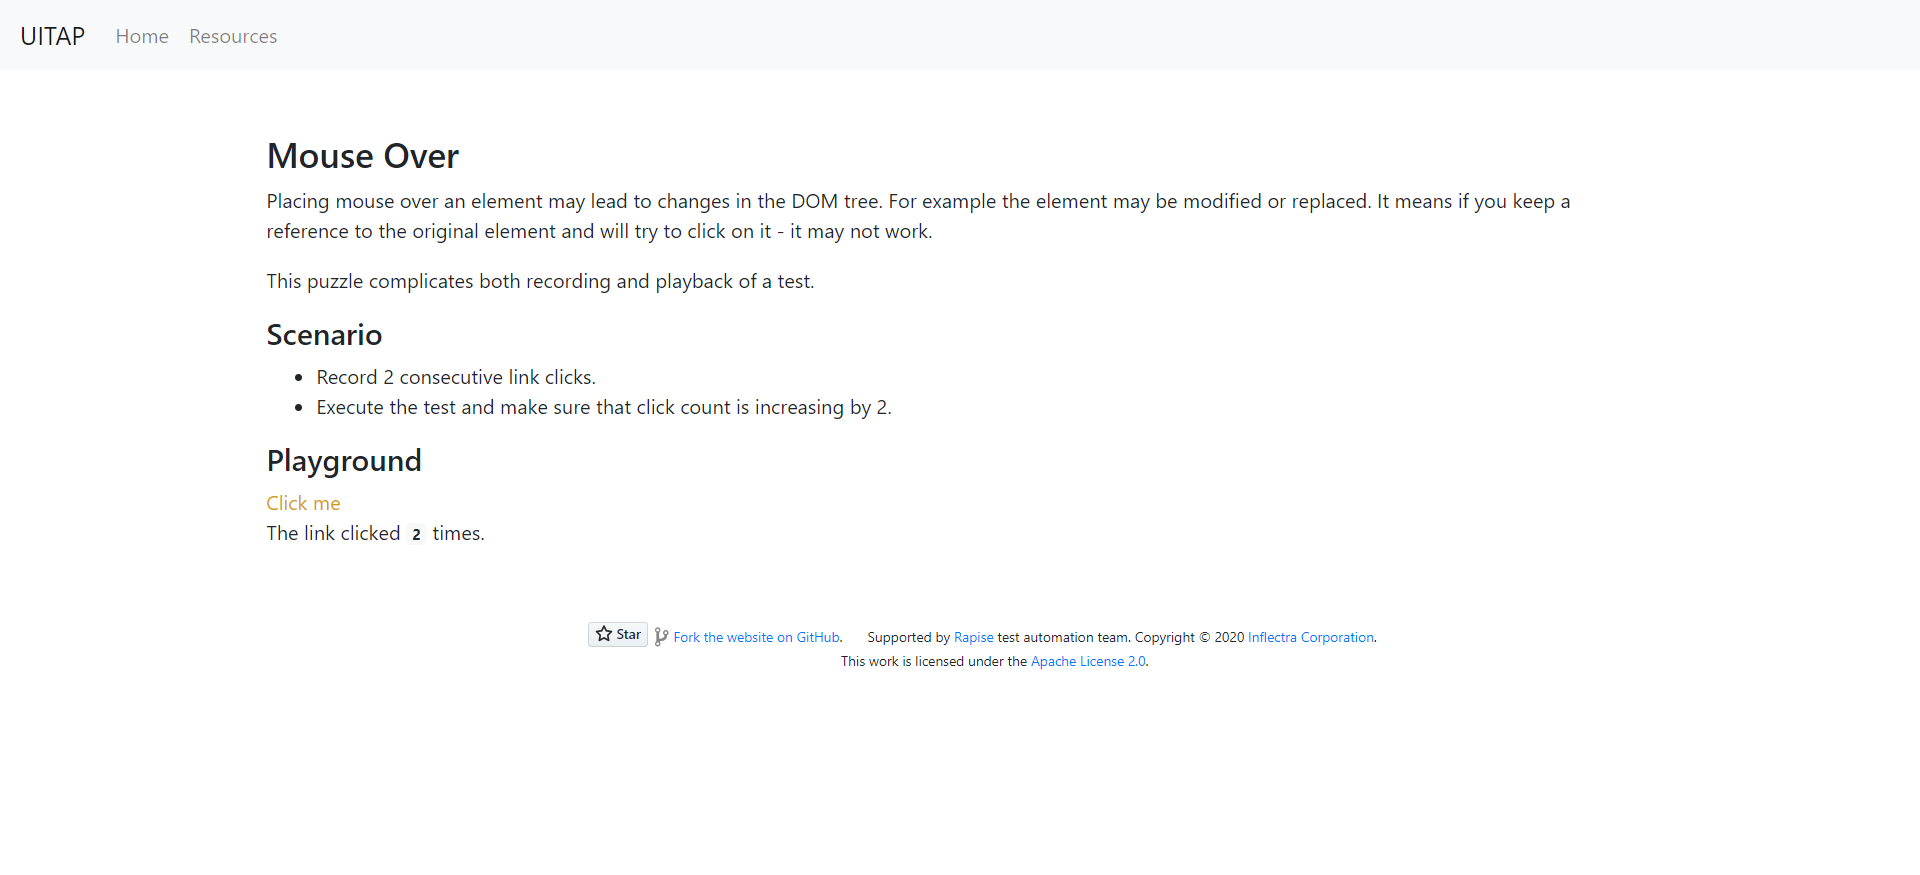 UITAP Home Resources
Mouse Over
Placing mouse over an element may lead to changes in the DOM tree. For example the element may be modified or replaced. It means if you keep a
reference to the original element and will try to click on it - it may not work.
This puzzle complicates both recording and playback of a test.
Scenario
• Record 2 consecutive link clicks.
• Execute the test and make sure that click count is increasing by 2.
Playground
Click me
The link clicked 2 times.
Star Fork the website on GitHub. Supported by Rapise test automation team. Copyright © 2020 Inflectra Corporation.
This work is licensed under the Apache License 2.0.